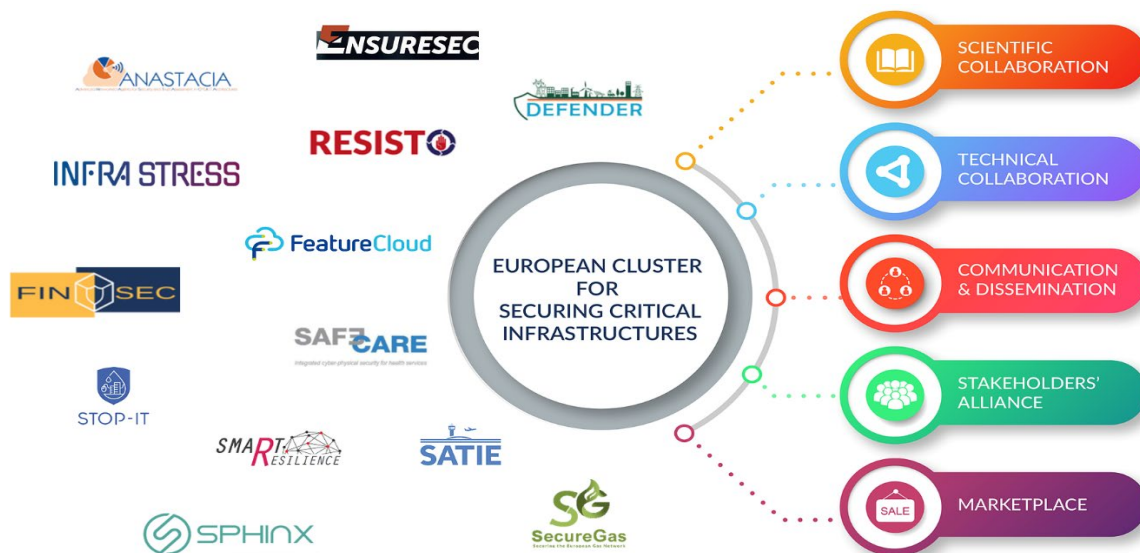 ENSURESEC
ANASTACIA
DEFENDER
RESISTO
INFRA STRESS
FeatureCloud
FINSEC
SAFECARE
integrated cyber-physical security for health services
STOP-IT
SMART
RESILIENCE
SATIE
SPHINX
SG
SecureGas
Securing the European Gas Network
EUROPEAN CLUSTER
FOR
SECURING CRITICAL
INFRASTRUCTURES
SCIENTIFIC
COLLABORATION
TECHNICAL
COLLABORATION
COMMUNICATION
& DISSEMINATION
STAKEHOLDERS'
ALLIANCE
SALE
MARKETPLACE